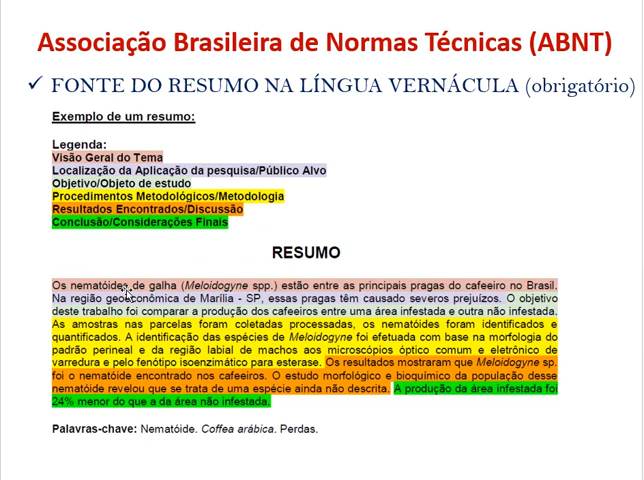 Associação Brasileira de Normas Técnicas (ABNT)
✓ FONTE DO RESUMO NA LÍNGUA VERNÁCULA (obrigatório)
Exemplo de um resumo:
Legenda:
Visão Geral do Tema
Localização da Aplicação da pesquisa/Público Alvo
Objetivo/Objeto de estudo
Procedimentos Metodológicos/Metodologia
Resultados Encontrados/Discussão
Conclusão/Considerações Finais
RESUMO
Os nematóides de galha (Meloidogyne spp.) estão entre as principais pragas do cafeeiro no Brasil.
Na região geoeconômica de Marília - SP, essas pragas têm causado severos prejuízos. O objetivo
deste trabalho foi comparar a produção dos cafeeiros entre uma área infestada e outra não infestada.
As amostras nas parcelas foram coletadas processadas, os nematóides foram identificados e
quantificados. A identificação das espécies de Meloidogyne foi efetuada com base na morfologia do
padrão perineal e da região labial de machos aos microscópios óptico comum e eletrônico de
varredura e pelo fenótipo isoenzimático para esterase. Os resultados mostraram que Meloidogyne sp.
foi o nematóide encontrado nos cafeeiros. O estudo morfológico e bioquímico da população desse
nematóide revelou que se trata de uma espécie ainda não descrita. A produção da área infestada foi
24% menor do que a da área não infestada.
Palavras-chave: Nematóide. Coffea arábica. Perdas.